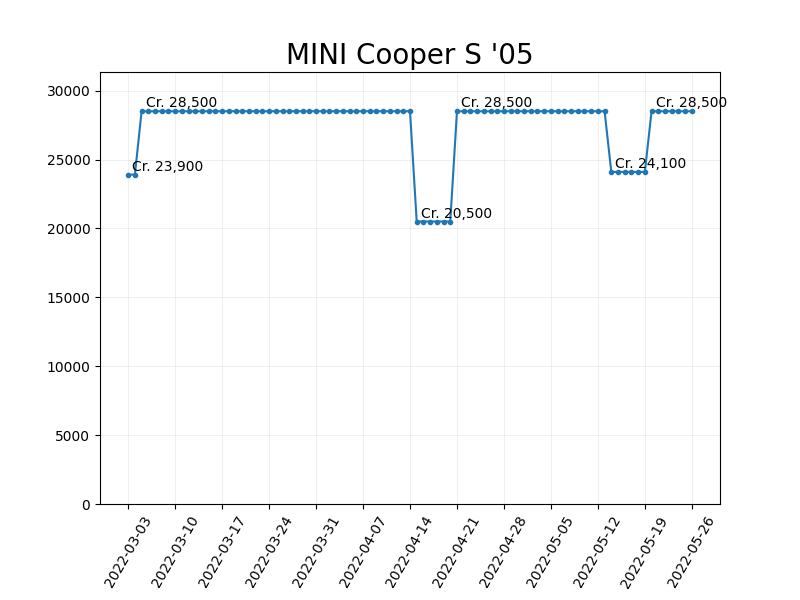 MINI Cooper S '05
30000
25000
20000
15000
10000
5000
0
Cr. 23,900
Cr. 28,500
Cr. 20,500
Cr. 28,500
Cr. 24,100
Cr. 28,500
2022-03-03
2022-03-10
2022-03-17
2022-03-24
2022-03-31
2022-04-07
2022-04-14
2022-04-21
2022-04-28
2022-05-05
2022-05-12
2022-05-19
2022-05-26